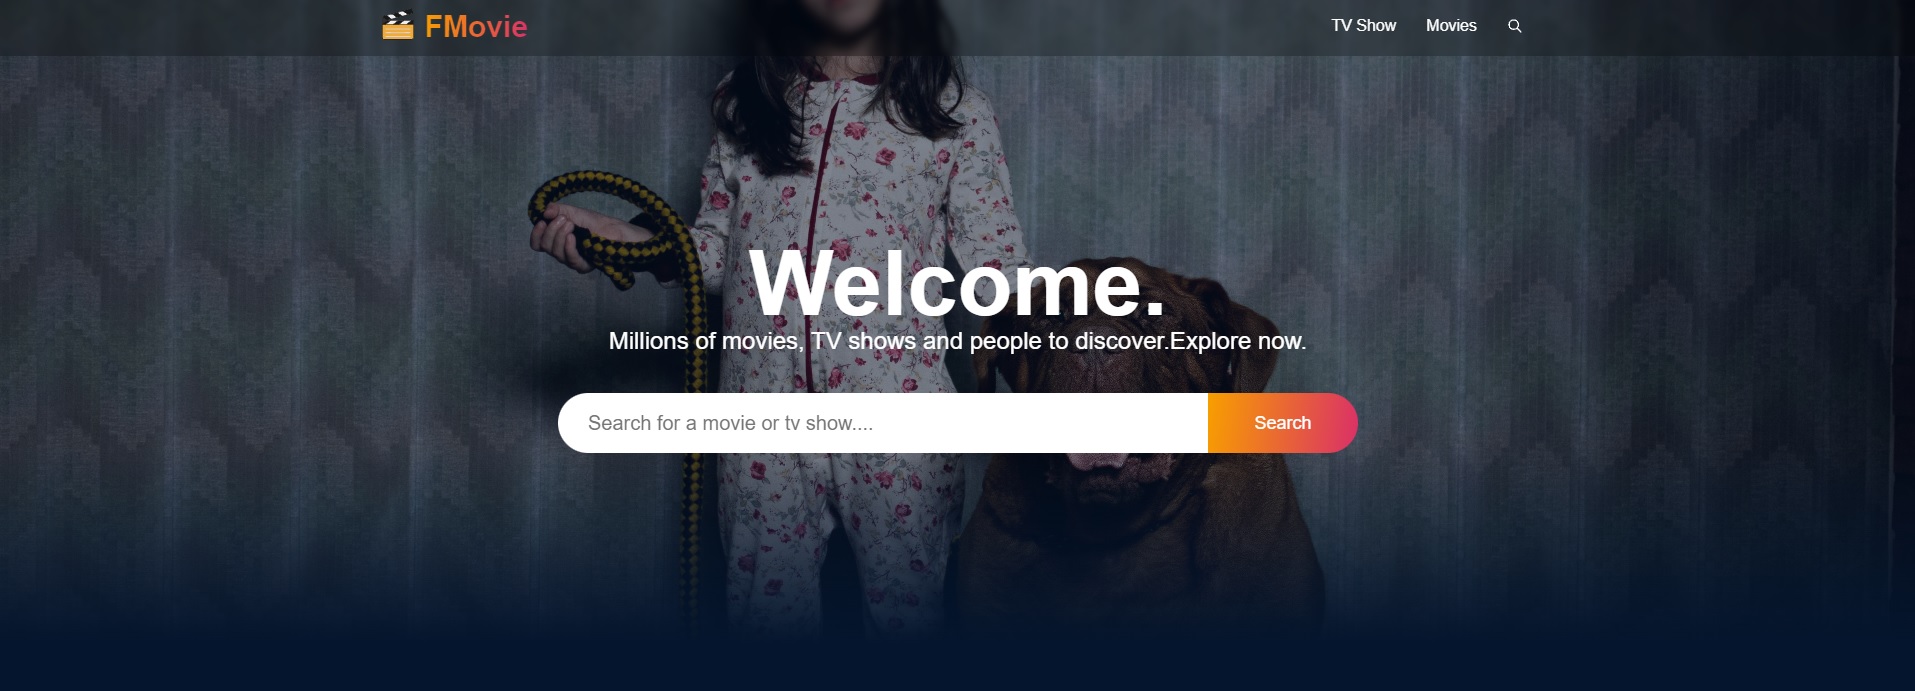 FMovie
TV Show
Movies
Welcome.
Millions of movies, TV shows and people to discover.Explore now.
Search for a movie or tv show....
Search